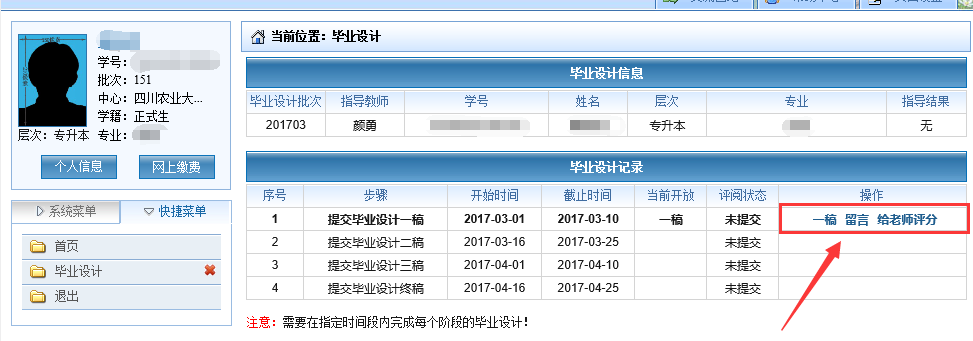 当前位置：毕业设计
学号：
批次：151
中心：四川农业大...
学籍：正式生
层次：专升本 专业：
个人信息 网上缴费
系统菜单 快捷菜单
首页
毕业设计
退出
毕业设计信息
毕业设计批次 指导教师 学号 姓名 层次 专业 指导结果
201703 颜勇 专升本 无
毕业设计记录
序号 步骤 开始时间 截止时间 当前开放 评阅状态 操作
1 提交毕业设计一稿 2017-03-01 2017-03-10 一稿 未提交 一稿 留言 给老师评分
2 提交毕业设计二稿 2017-03-16 2017-03-25 未提交
3 提交毕业设计三稿 2017-04-01 2017-04-10 未提交
4 提交毕业设计终稿 2017-04-16 2017-04-25 未提交
注意：需要在指定时间段内完成每个阶段的毕业设计！